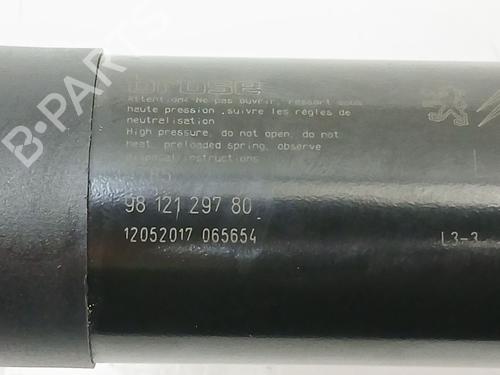 brose
Attention: Ne pas ouvrir, ressort sous
haute pression ,suivre les règles de
neutralisation
High pressure, do not open, do not
heat, preloaded spring, observe
disposal instructions
98 121 297 80
12052017 065654
L3-3
B-PARTS